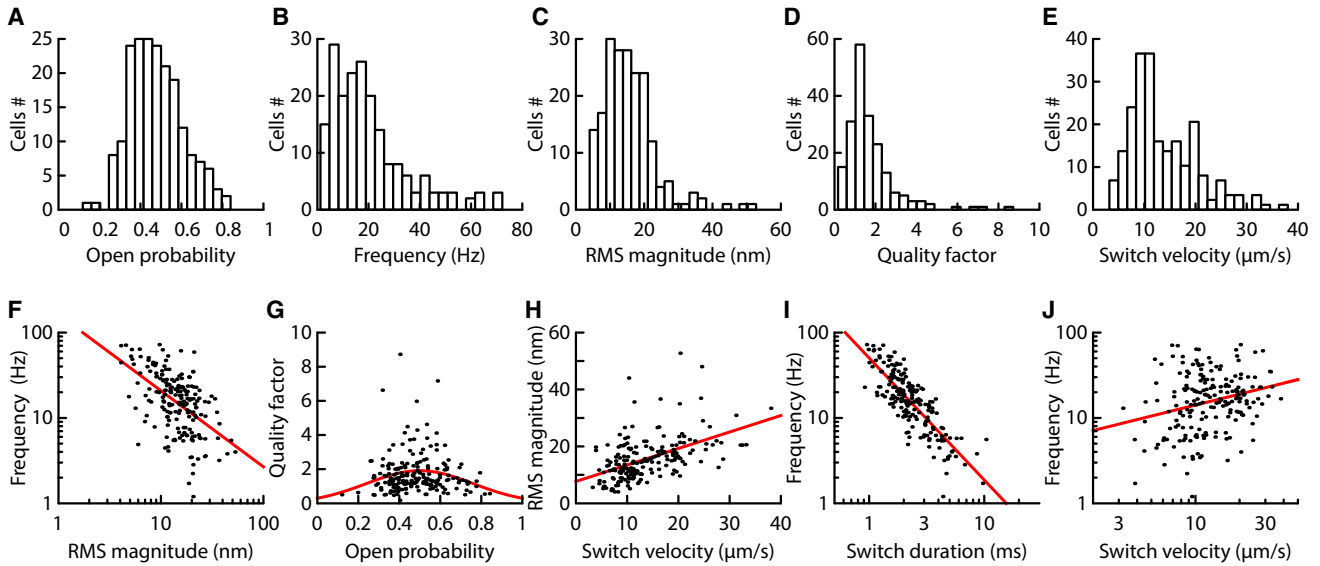 A
25
20
15
10
5
0
Cells #
0 0.2 0.4 0.6 0.8 1
Open probability
B
30
20
10
0
Cells #
0 20 40 60 80
Frequency (Hz)
C
30
20
10
0
Cells #
0 20 40 60
RMS magnitude (nm)
D
60
40
20
0
Cells #
0 2 4 6 8 10
Quality factor
E
40
30
20
10
0
Cells #
0 10 20 30 40
Switch velocity (μm/s)
F
100
10
1
Frequency (Hz)
1 10 100
RMS magnitude (nm)
G
10
8
6
4
2
0
Quality factor
0 0.2 0.4 0.6 0.8 1
Open probability
H
60
40
20
0
RMS magnitude (nm)
0 10 20 30 40
Switch velocity (μm/s)
I
100
10
1
Frequency (Hz)
1 3 10
Switch duration (ms)
J
100
10
1
Frequency (Hz)
3 10 30
Switch velocity (μm/s)